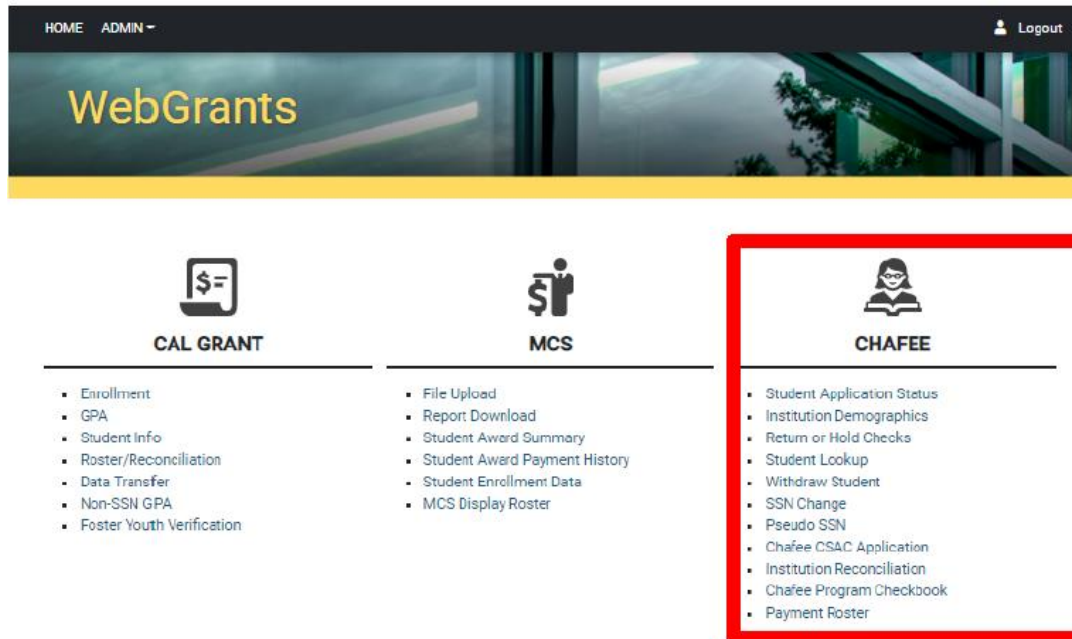 HOME ADMIN
Logout
WebGrants
CAL GRANT
Enrollment
GPA
Student Info
Roster/Reconciliation
Data Transfer
Non-SSN GPA
Foster Youth Verification
MCS
File Upload
Report Download
Student Award Summary
Student Award Payment History
Student Enrollment Data
MCS Display Roster
CHAFEE
Student Application Status
Institution Demographics
Return or Hold Checks
Student Lookup
Withdraw Student
SSN Change
Pseudo SSN
Chafee CSAC Application
Institution Reconciliation
Chafee Program Checkbook
Payment Roster